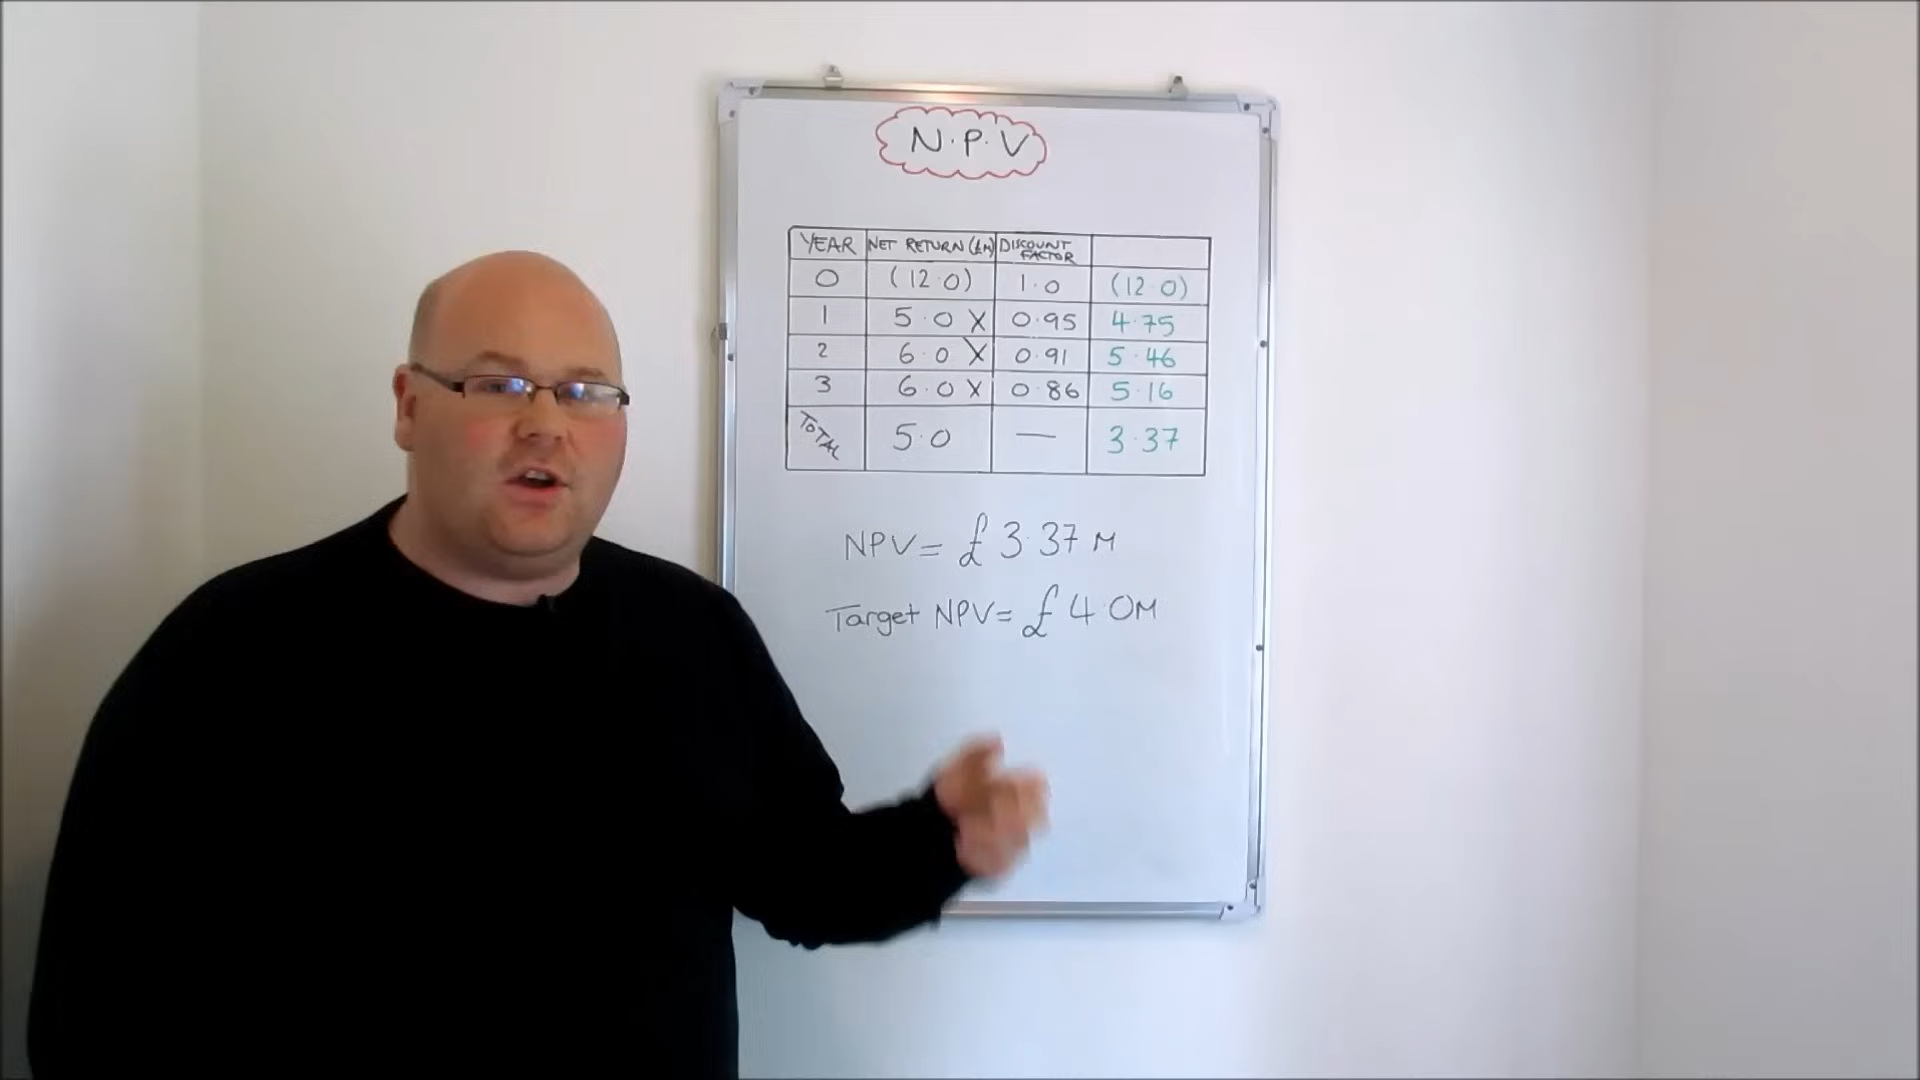 N.P.V
YEAR NET RETURN (£M) DISCOUNT FACTOR
0 (12.0) 1.0 (12.0)
1 5.0 X 0.95 4.75
2 6.0 X 0.91 5.46
3 6.0 X 0.86 5.16
TOTAL 5.0 — 3.37
NPV = £3.37M
Target NPV = £4.0M